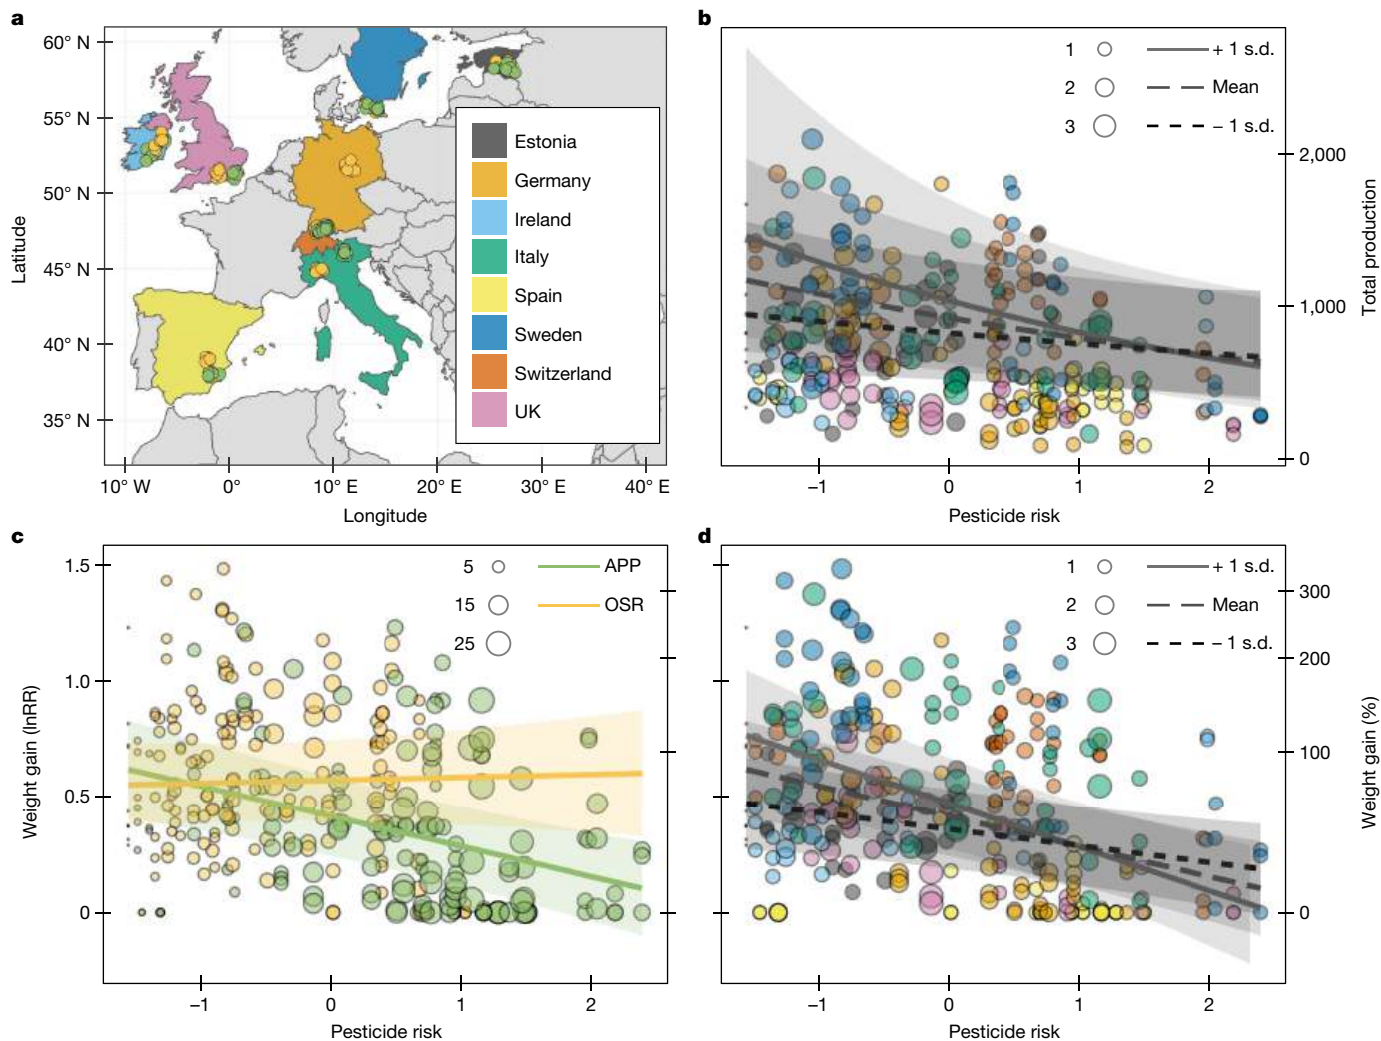 a
60° N
55° N
50° N
45° N
40° N
35° N
Latitude
10° W
0°
10° E
20° E
30° E
40° E
Longitude
Estonia
Germany
Ireland
Italy
Spain
Sweden
Switzerland
UK
b
1
2
3
+ 1 s.d.
Mean
– 1 s.d.
2,000
1,000
0
Total production
–1
0
1
2
Pesticide risk
c
1.5
1.0
0.5
0
Weight gain (lnRR)
5
15
25
APP
OSR
–1
0
1
2
Pesticide risk
d
1
2
3
+ 1 s.d.
Mean
– 1 s.d.
300
200
100
0
Weight gain (%)
–1
0
1
2
Pesticide risk